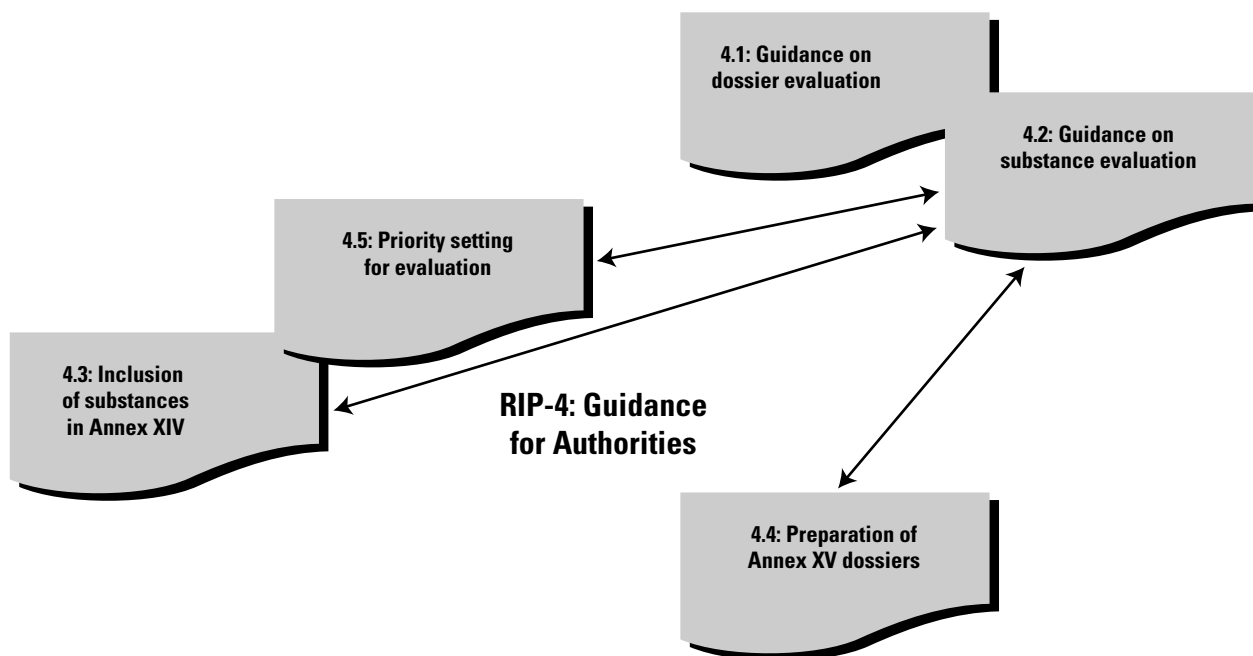 4.1: Guidance on
dossier evaluation
4.2: Guidance on
substance evaluation
4.5: Priority setting
for evaluation
4.3: Inclusion
of substances
in Annex XIV
RIP-4: Guidance
for Authorities
4.4: Preparation of
Annex XV dossiers